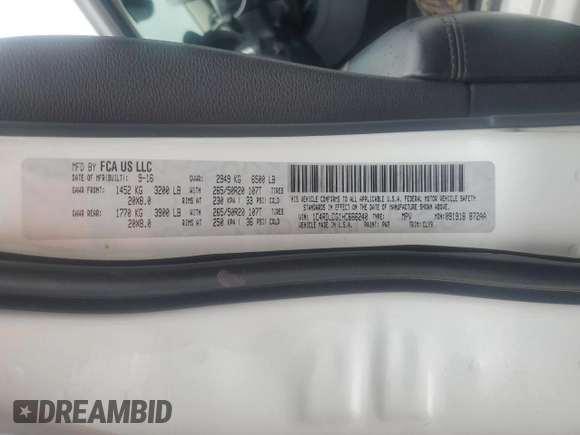 MFD BY FCA US LLC
DATE OF MFR(BUILT): 9-16 GVWR: 2949 KG 6500 LB
GAWR FRONT: 1452 KG 3200 LB WITH 265/50R20 107T TIRES
20X8.0 RIMS AT 230 KPA / 33 PSI COLD
GAWR REAR: 1770 KG 3900 LB WITH 265/50R20 107T TIRES
20X8.0 RIMS AT 250 KPA / 36 PSI COLD
THIS VEHICLE CONFORMS TO ALL APPLICABLE U.S.A. FEDERAL MOTOR VEHICLE SAFETY
STANDARDS IN EFFECT ON THE DATE OF MANUFACTURE SHOWN ABOVE.
VIN: TYPE: MPV MDH: 091918 872AA
VEHICLE MADE IN U.S.A. PAINT: PW7 TRIM:
DREAMBID